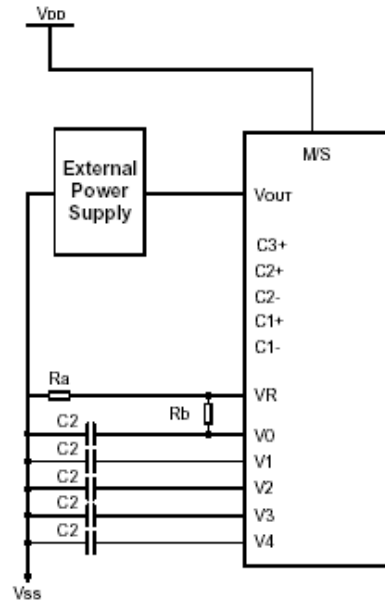 VDD
M/S
External
Power
Supply
VOUT
C3+
C2+
C2-
C1+
C1-
Ra
VR
Rb
C2
V0
C2
V1
C2
V2
C2
V3
C2
V4
Vss